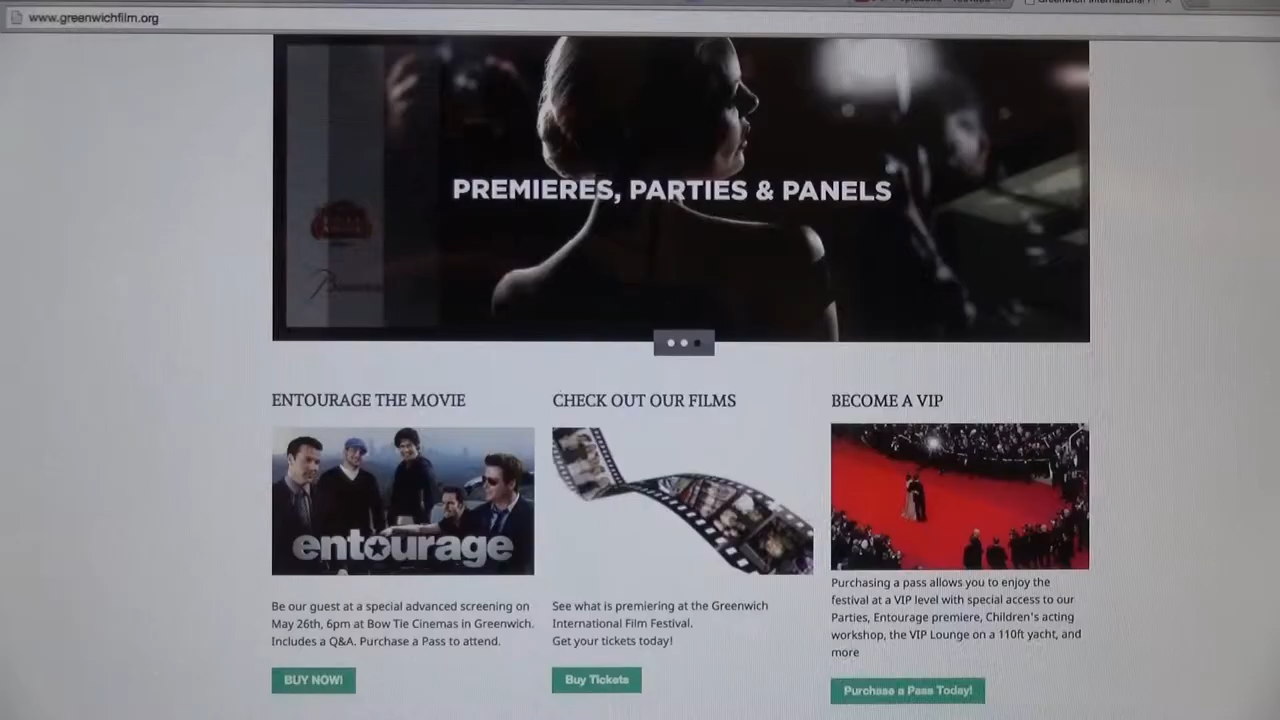 www.greenwichfilm.org
PREMIERES, PARTIES & PANELS
ENTOURAGE THE MOVIE
CHECK OUT OUR FILMS
BECOME A VIP
entourage
Be our guest at a special advanced screening on
May 26th, 6pm at Bow Tie Cinemas in Greenwich.
Includes a Q&A. Purchase a Pass to attend.
BUY NOW!
See what is premiering at the Greenwich
International Film Festival.
Get your tickets today!
Buy Tickets
Purchasing a pass allows you to enjoy the
festival at a VIP level with special access to our
Parties, Entourage premiere, Children's acting
workshop, the VIP Lounge on a 110ft yacht, and
more
Purchase a Pass Today!